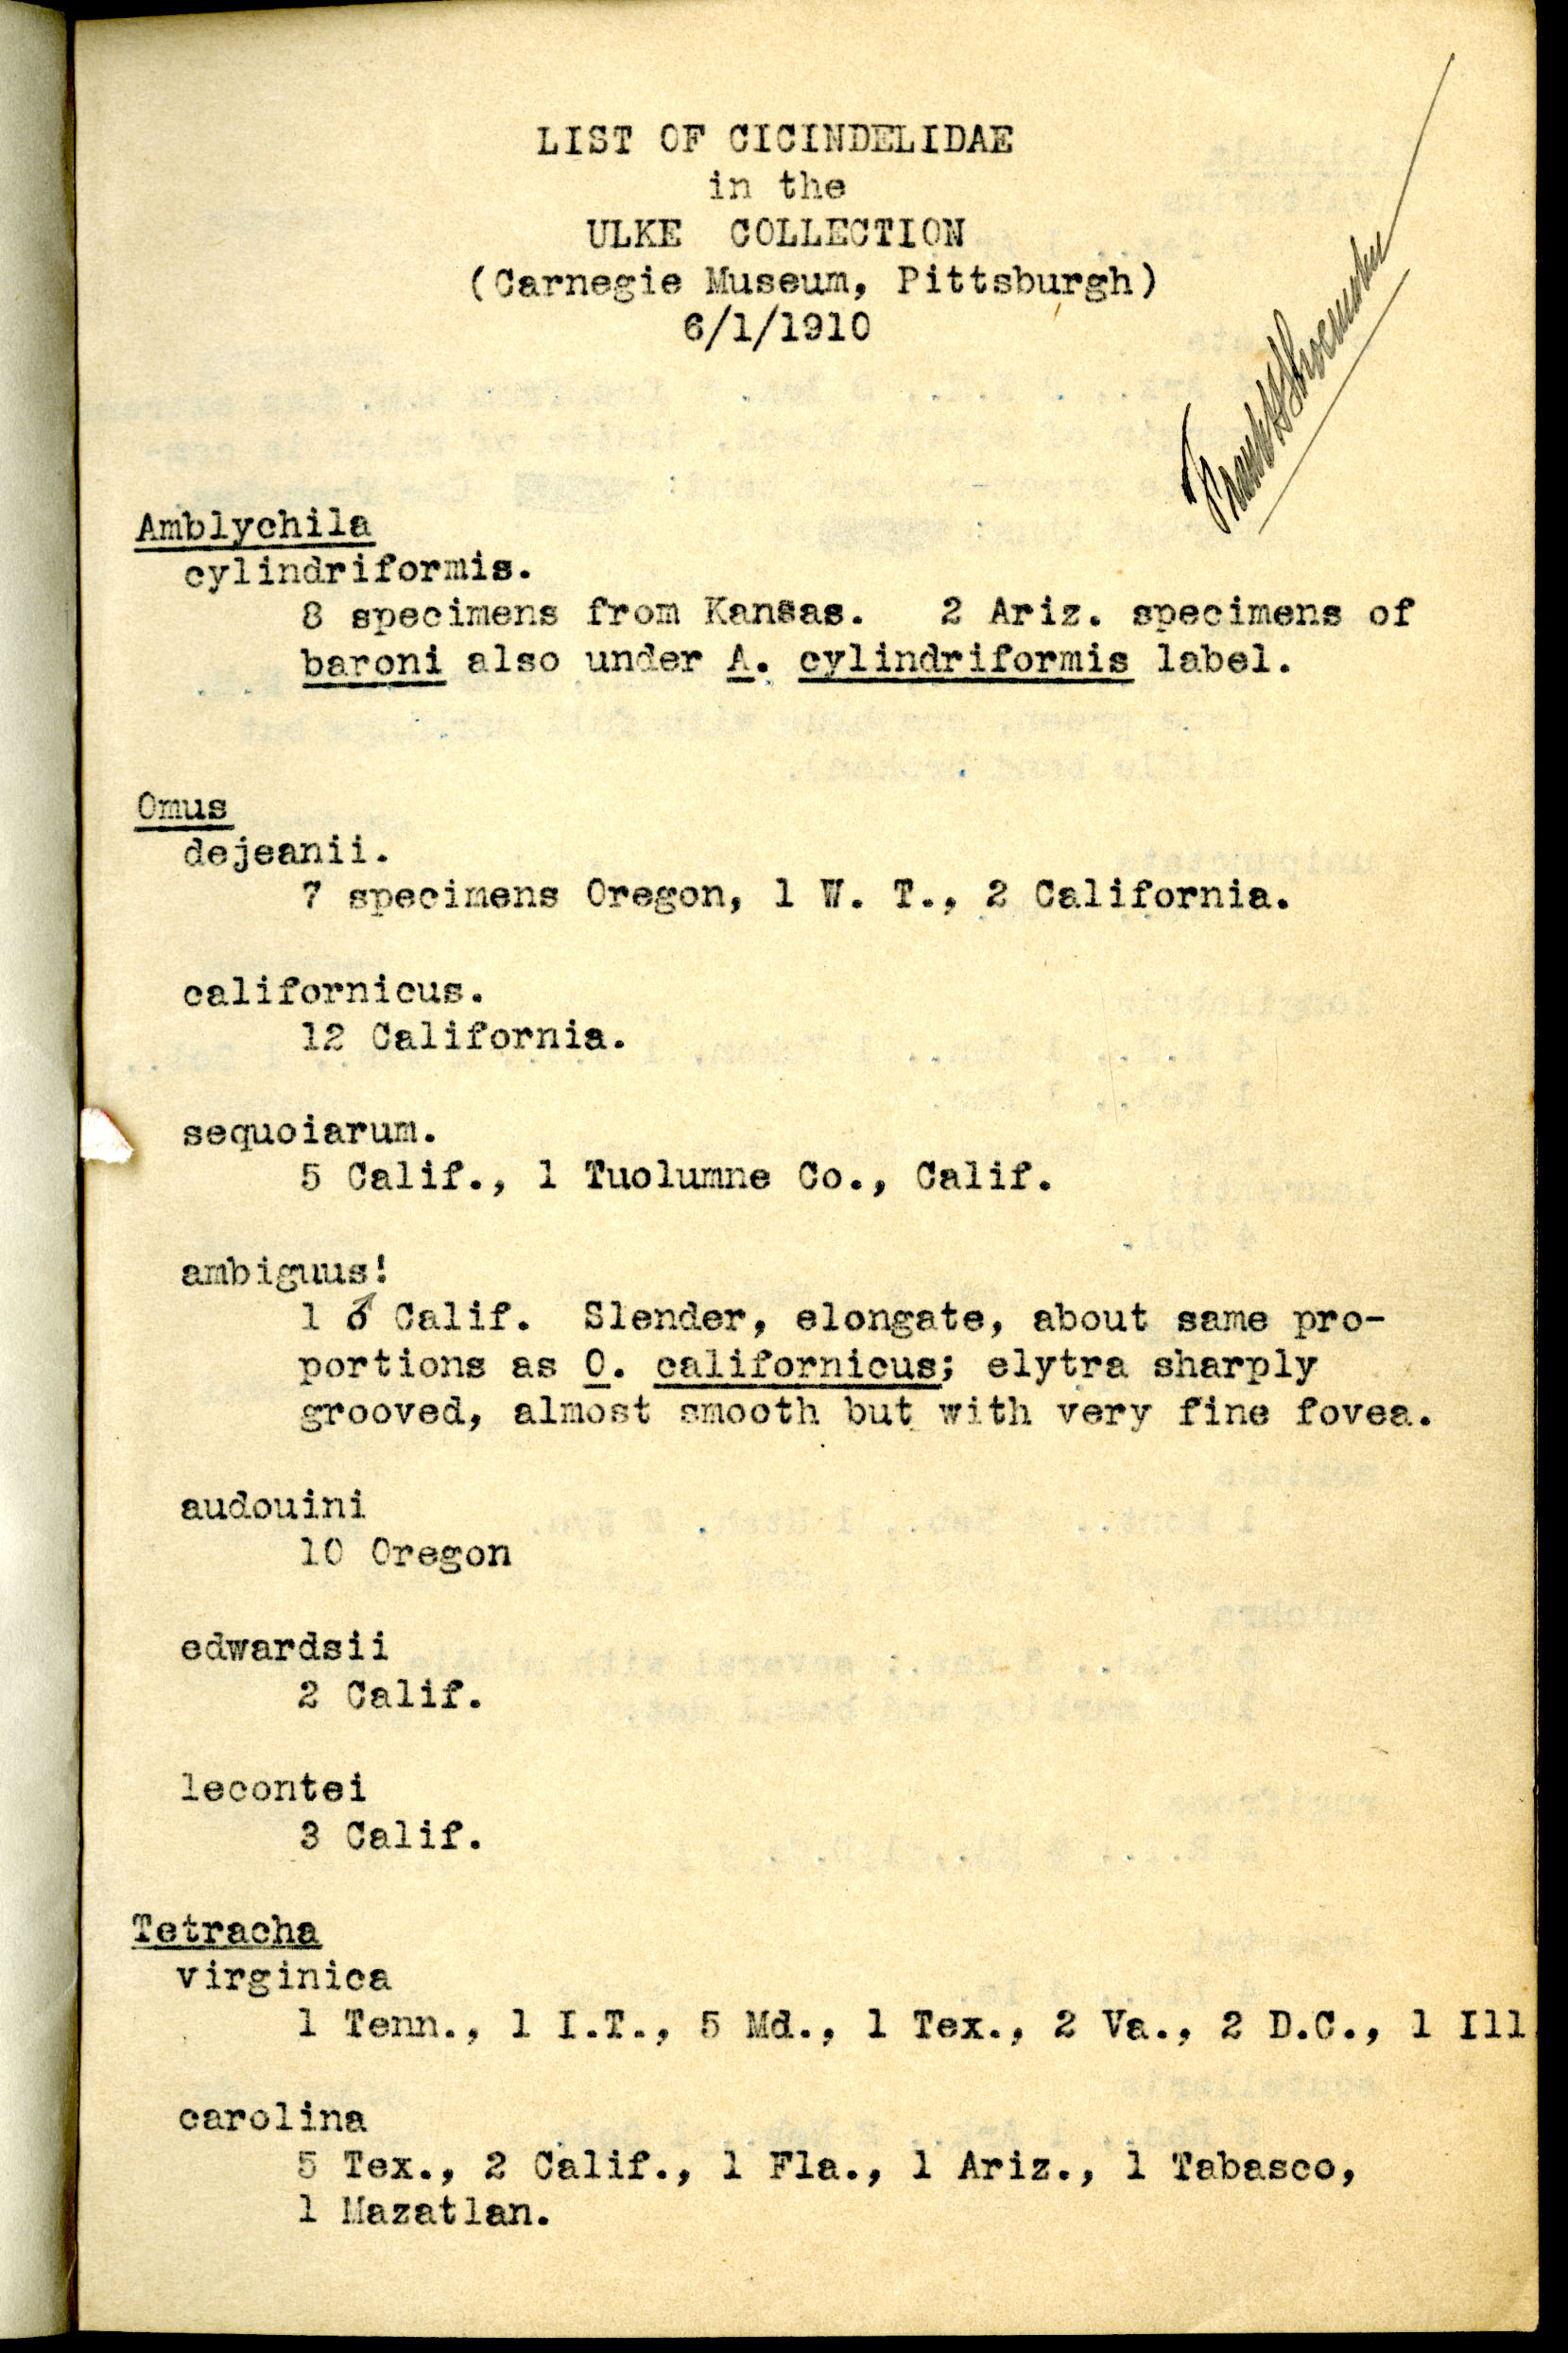 LIST OF CICINDELIDAE
in the
ULKE COLLECTION
(Carnegie Museum, Pittsburgh)
6/1/1910
Frank H Shoemaker
Amblychila
cylindriformis.
8 specimens from Kansas. 2 Ariz. specimens of
baroni also under A. cylindriformis label.
Omus
dejeanii.
7 specimens Oregon, 1 W. T., 2 California.
californicus.
12 California.
sequoiarum.
5 Calif., 1 Tuolumne Co., Calif.
ambiguus!
1 ♂ Calif. Slender, elongate, about same pro-
portions as O. californicus; elytra sharply
grooved, almost smooth but with very fine fovea.
audouini
10 Oregon
edwardsii
2 Calif.
lecontei
3 Calif.
Tetracha
virginica
1 Tenn., 1 I.T., 5 Md., 1 Tex., 2 Va., 2 D.C., 1 Ill
carolina
5 Tex., 2 Calif., 1 Fla., 1 Ariz., 1 Tabasco,
1 Mazatlan.